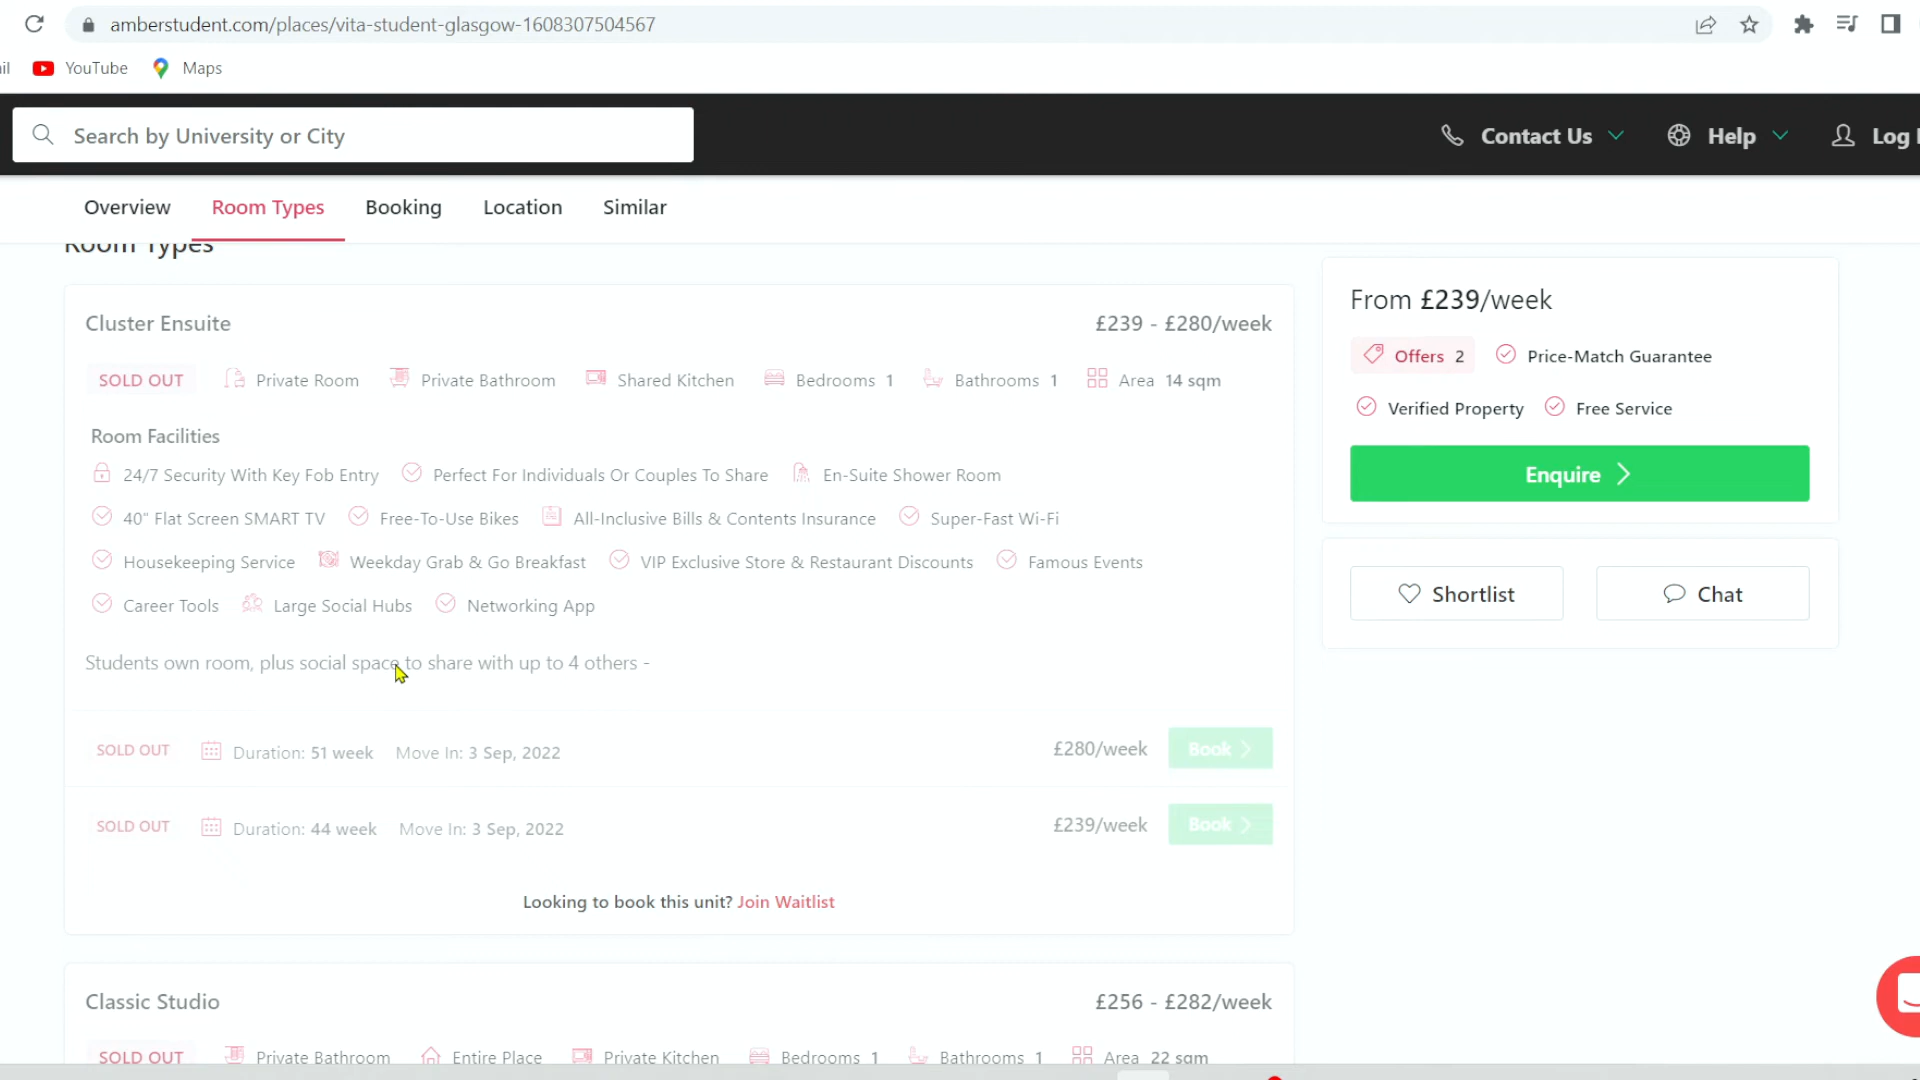 amberstudent.com/places/vita-student-glasgow-1608307504567
il YouTube Maps
Search by University or City Contact Us Help Log
Overview Room Types Booking Location Similar
Room Types
Cluster Ensuite £239 - £280/week
SOLD OUT Private Room Private Bathroom Shared Kitchen Bedrooms 1 Bathrooms 1 Area 14 sqm
Room Facilities
24/7 Security With Key Fob Entry Perfect For Individuals Or Couples To Share En-Suite Shower Room
40" Flat Screen SMART TV Free-To-Use Bikes All-Inclusive Bills & Contents Insurance Super-Fast Wi-Fi
Housekeeping Service Weekday Grab & Go Breakfast VIP Exclusive Store & Restaurant Discounts Famous Events
Career Tools Large Social Hubs Networking App
Students own room, plus social space to share with up to 4 others -
SOLD OUT Duration: 51 week Move In: 3 Sep, 2022 £280/week Book
SOLD OUT Duration: 44 week Move In: 3 Sep, 2022 £239/week Book
Looking to book this unit? Join Waitlist
Classic Studio £256 - £282/week
SOLD OUT Private Bathroom Entire Place Private Kitchen Bedrooms 1 Bathrooms 1 Area 22 sqm
From £239/week
Offers 2 Price-Match Guarantee
Verified Property Free Service
Enquire
Shortlist Chat